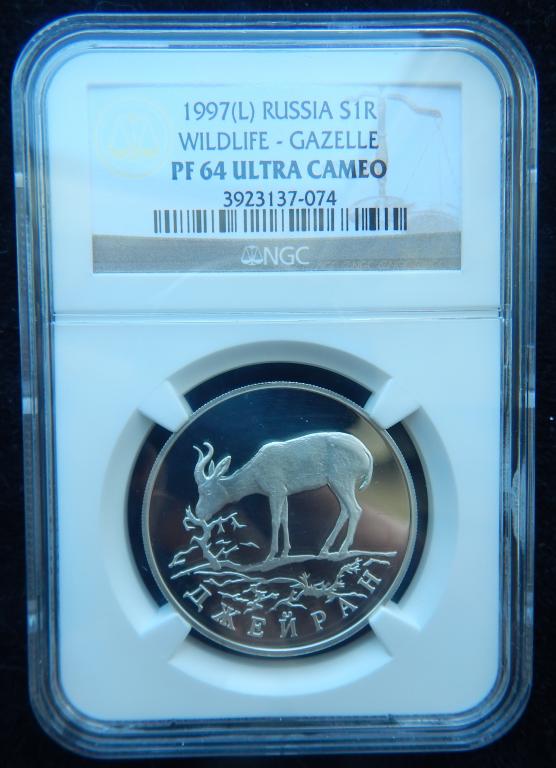 1997(L) RUSSIA S1R
WILDLIFE - GAZELLE
PF 64 ULTRA CAMEO
3923137-074
NGC
ДЖЕЙРАН